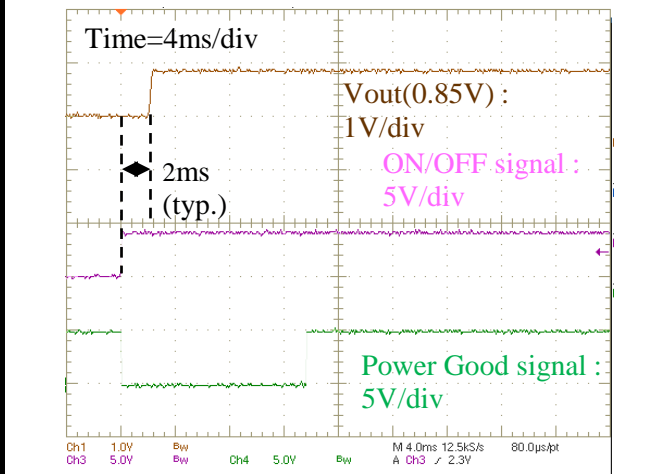 Time=4ms/div
Vout(0.85V) :
1V/div
ON/OFF signal :
5V/div
2ms
(typ.)
Power Good signal :
5V/div
Ch1 1.0V Bw M 4.0ms 12.5kS/s 80.0µs/pt
Ch3 5.0V Bw Ch4 5.0V Bw A Ch3 / 2.3V